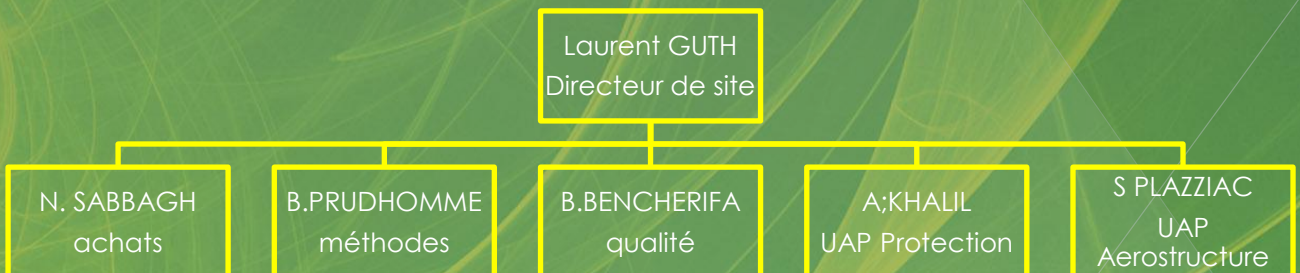 Laurent GUTH
Directeur de site
N. SABBAGH
achats
B.PRUDHOMME
méthodes
B.BENCHERIFA
qualité
A;KHALIL
UAP Protection
S PLAZZIAC
UAP
Aerostructure